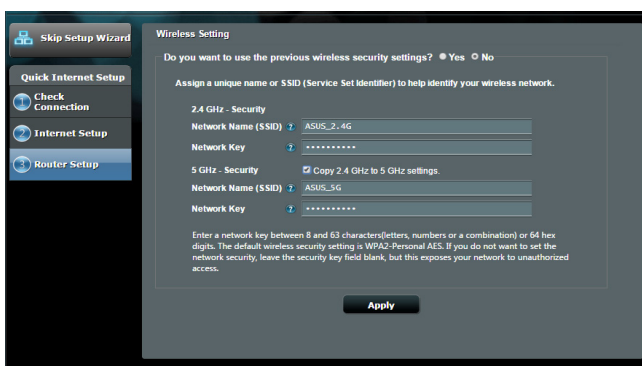 Skip Setup Wizard
Quick Internet Setup
1 Check
Connection
2 Internet Setup
3 Router Setup
Wireless Setting
Do you want to use the previous wireless security settings? Yes No
Assign a unique name or SSID (Service Set Identifier) to help identify your wireless network.
2.4 GHz - Security
Network Name (SSID) ? ASUS_2.4G
Network Key ? ••••••••••
5 GHz - Security Copy 2.4 GHz to 5 GHz settings.
Network Name (SSID) ? ASUS_5G
Network Key ? ••••••••••
Enter a network key between 8 and 63 characters(letters, numbers or a combination) or 64 hex
digits. The default wireless security setting is WPA2-Personal AES. If you do not want to set the
network security, leave the security key field blank, but this exposes your network to unauthorized
access.
Apply